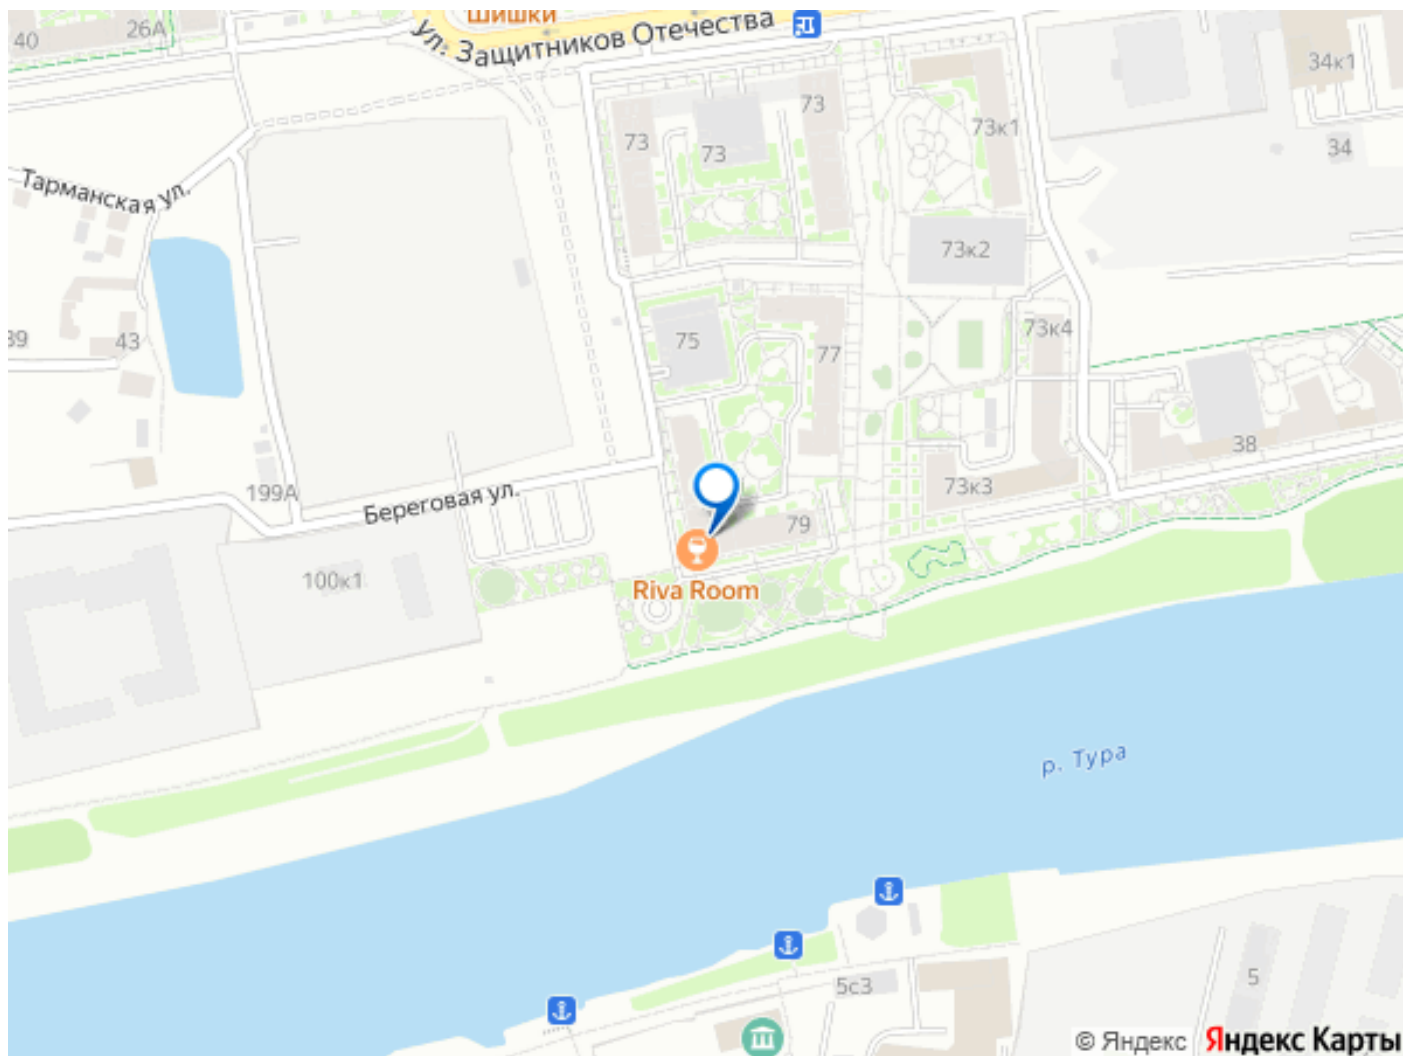 Шишки
40
26А
ул. Защитников Отечества
34к1
73
73
73
73к1
34
Тарманская ул.
73к2
39
43
75
77
73к4
38
199А
Береговая ул.
73к3
79
100к1
Riva Room
р. Тура
5с3
5
© Яндекс Яндекс Карты